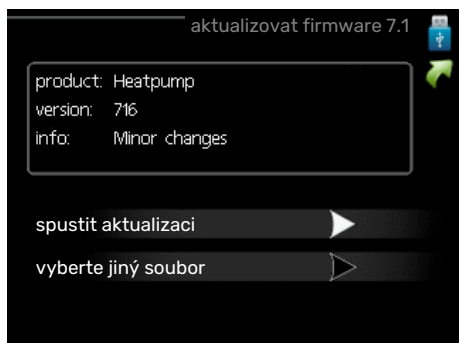 aktualizovat firmware 7.1
product: Heatpump
version: 716
info: Minor changes
spustit aktualizaci
vyberte jiný soubor